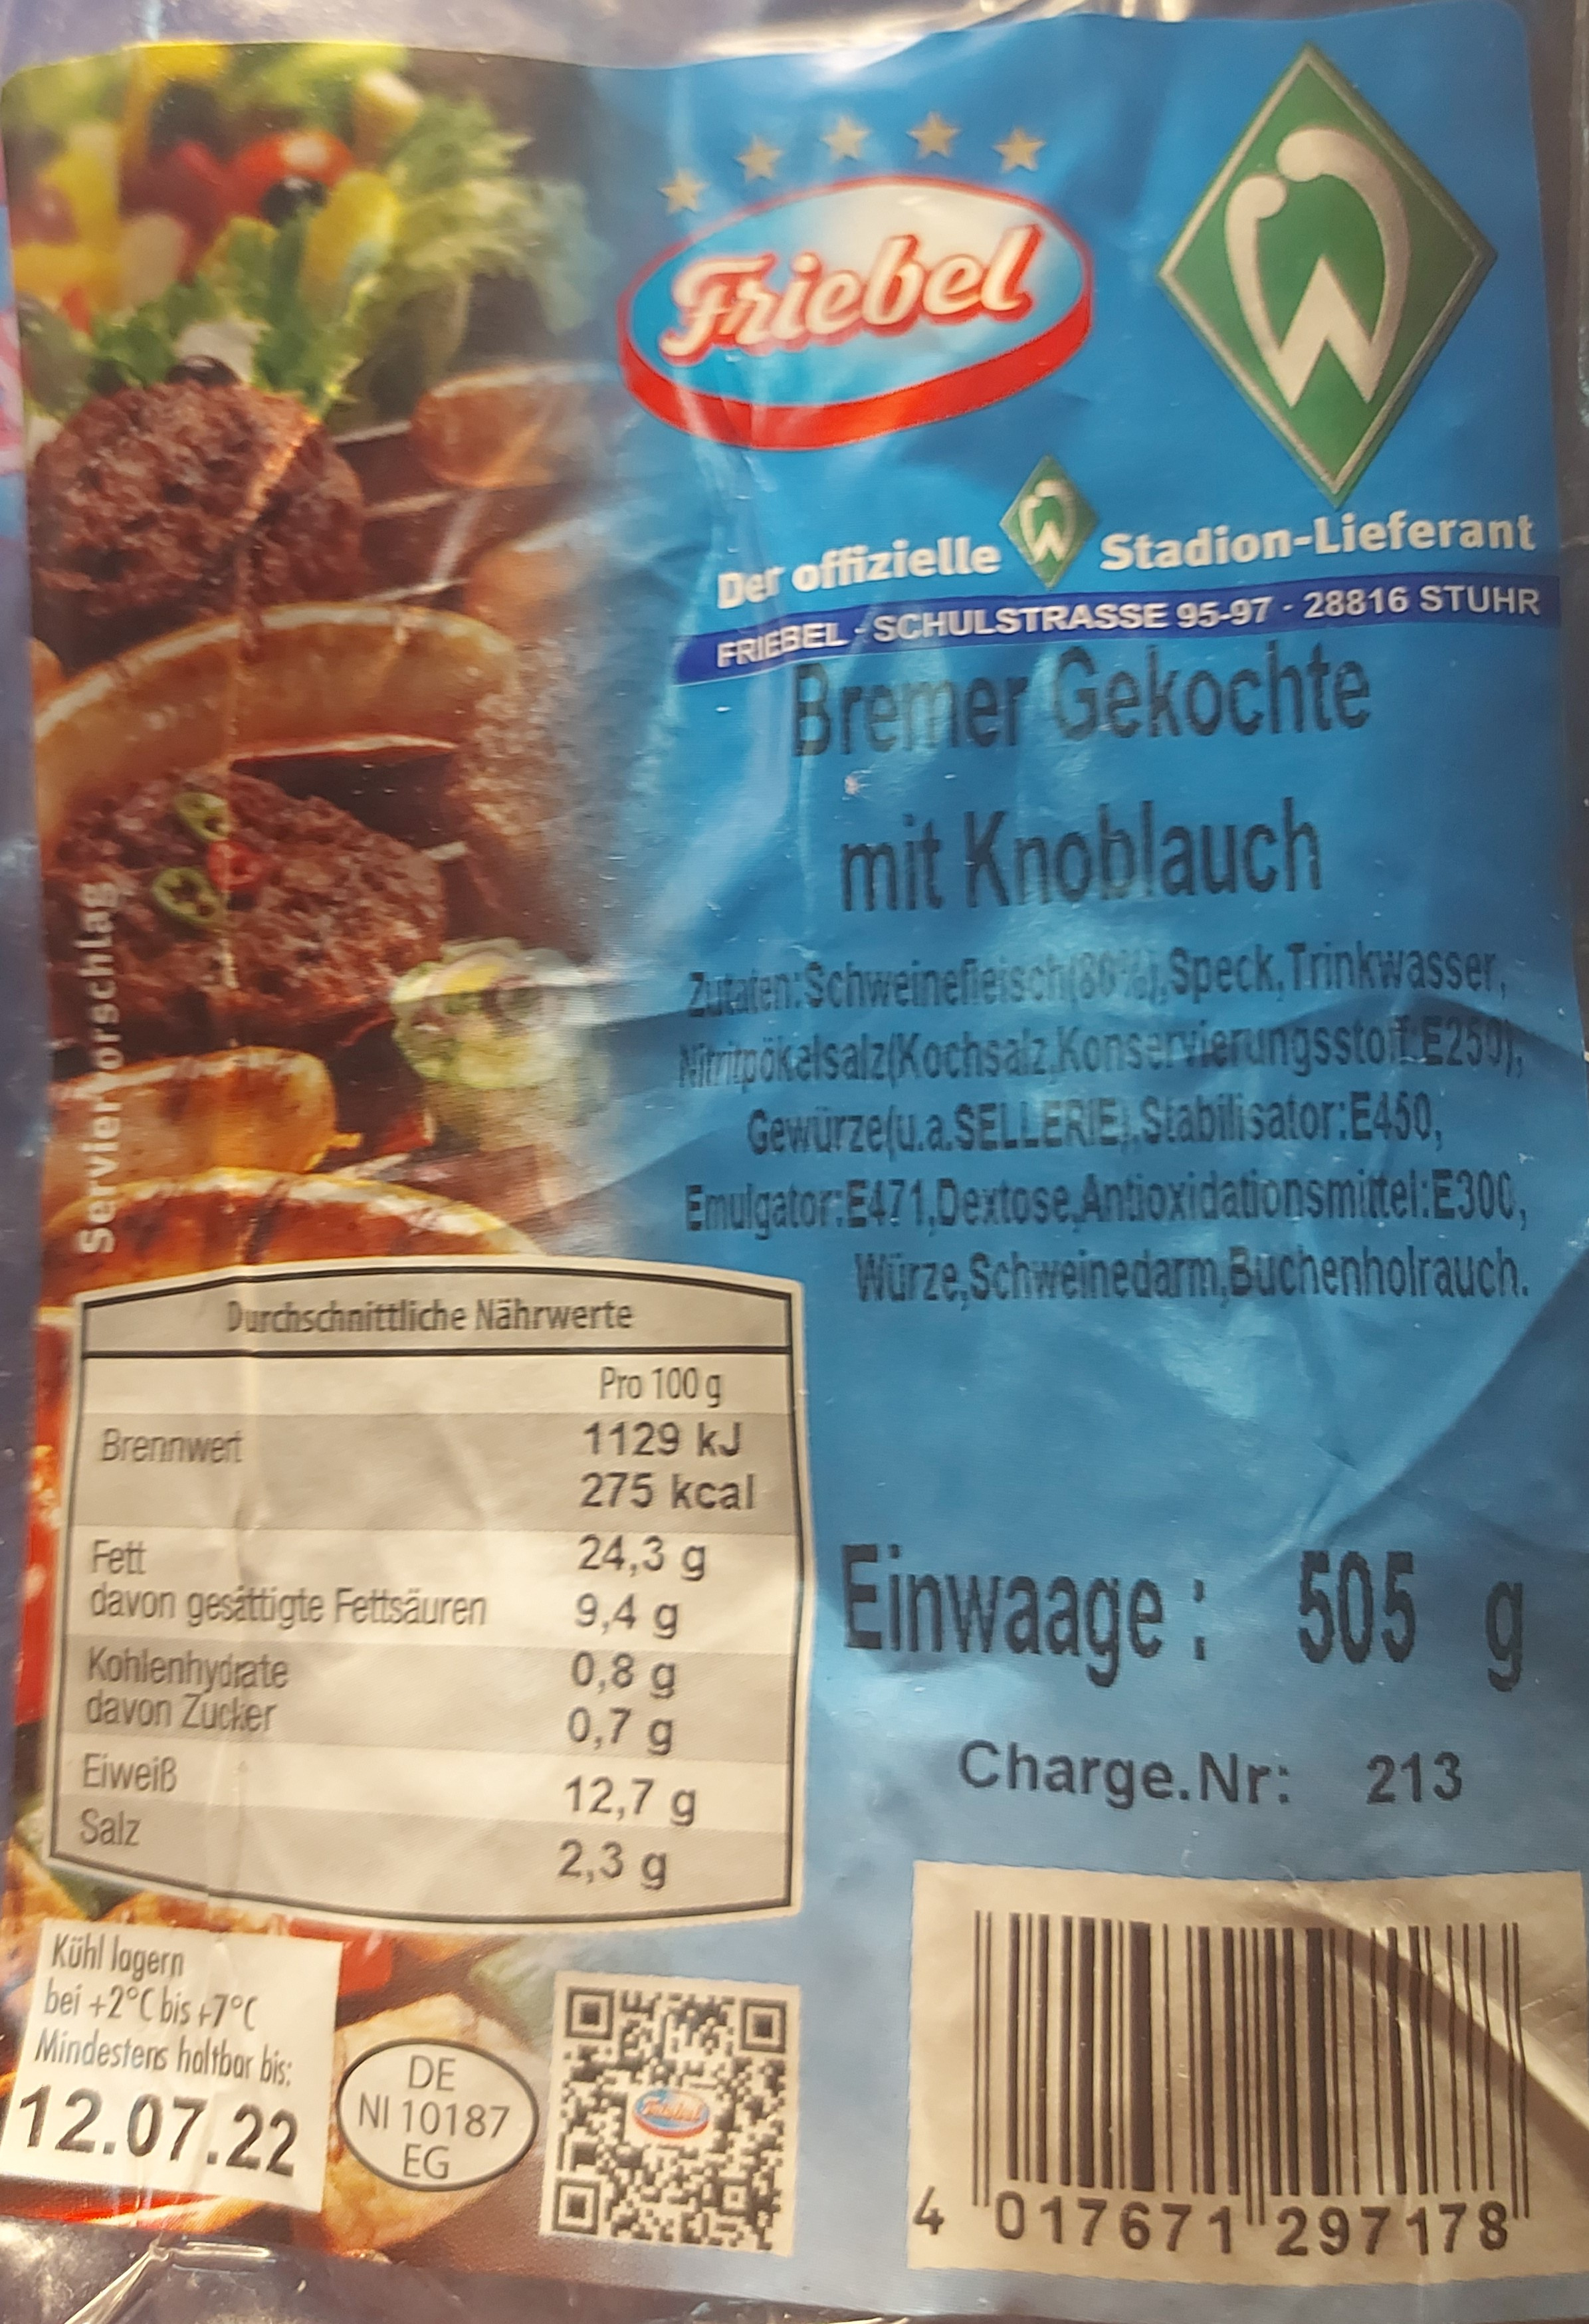 Friebel
W
Der offizielle W Stadion-Lieferant
FRIEBEL - SCHULSTRASSE 95-97 - 28816 STUHR
Bremer Gekochte
mit Knoblauch
Zutaten:Schweinefleisch(86%),Speck,Trinkwasser,
Nitritpökelsalz(Kochsalz,Konservierungsstoff:E250),
Gewürze(u.a.SELLERIE),Stabilisator:E450,
Emulgator:E471,Dextose,Antioxidationsmittel:E300,
Würze,Schweinedarm,Buchenholrauch.
Serviervorschlag
Durchschnittliche Nährwerte
Pro 100 g
Brennwert 1129 kJ
275 kcal
Fett 24,3 g
davon gesättigte Fettsäuren 9,4 g
Kohlenhydrate 0,8 g
davon Zucker 0,7 g
Eiweiß 12,7 g
Salz 2,3 g
Einwaage : 505 g
Charge.Nr: 213
Kühl lagern
bei +2°C bis +7°C
Mindestens haltbar bis:
12.07.22
DE
NI 10187
EG
Friebel
4 017671 297178